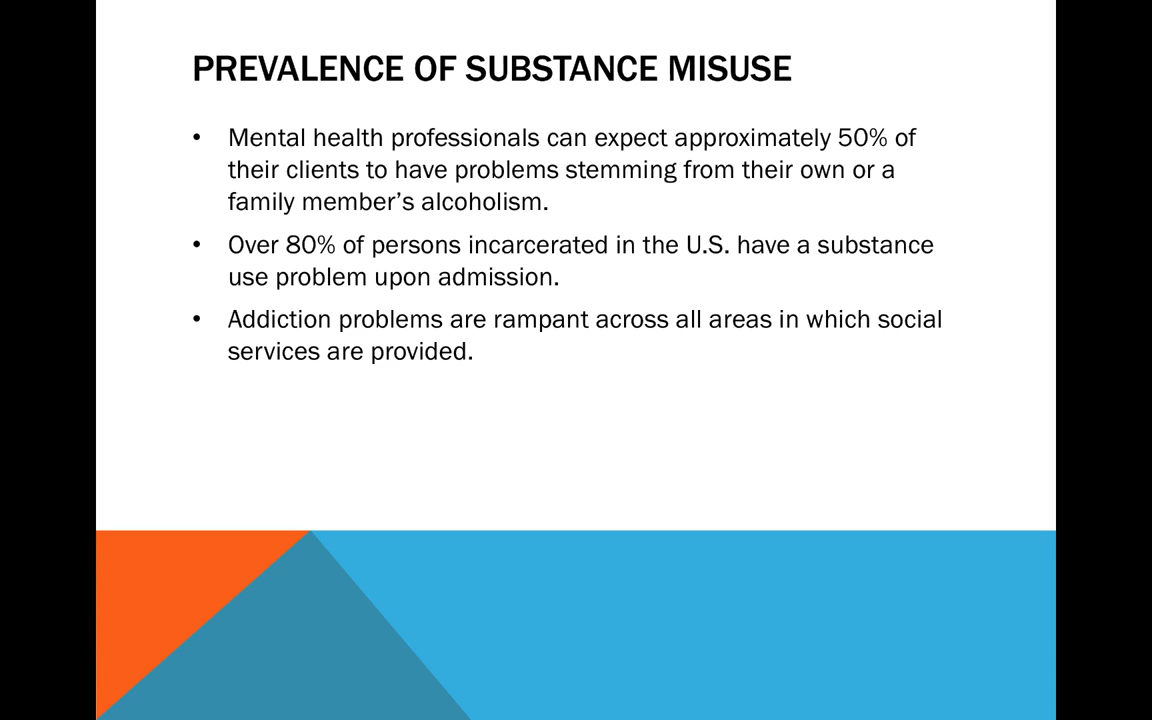 PREVALENCE OF SUBSTANCE MISUSE
• Mental health professionals can expect approximately 50% of
their clients to have problems stemming from their own or a
family member’s alcoholism.
• Over 80% of persons incarcerated in the U.S. have a substance
use problem upon admission.
• Addiction problems are rampant across all areas in which social
services are provided.